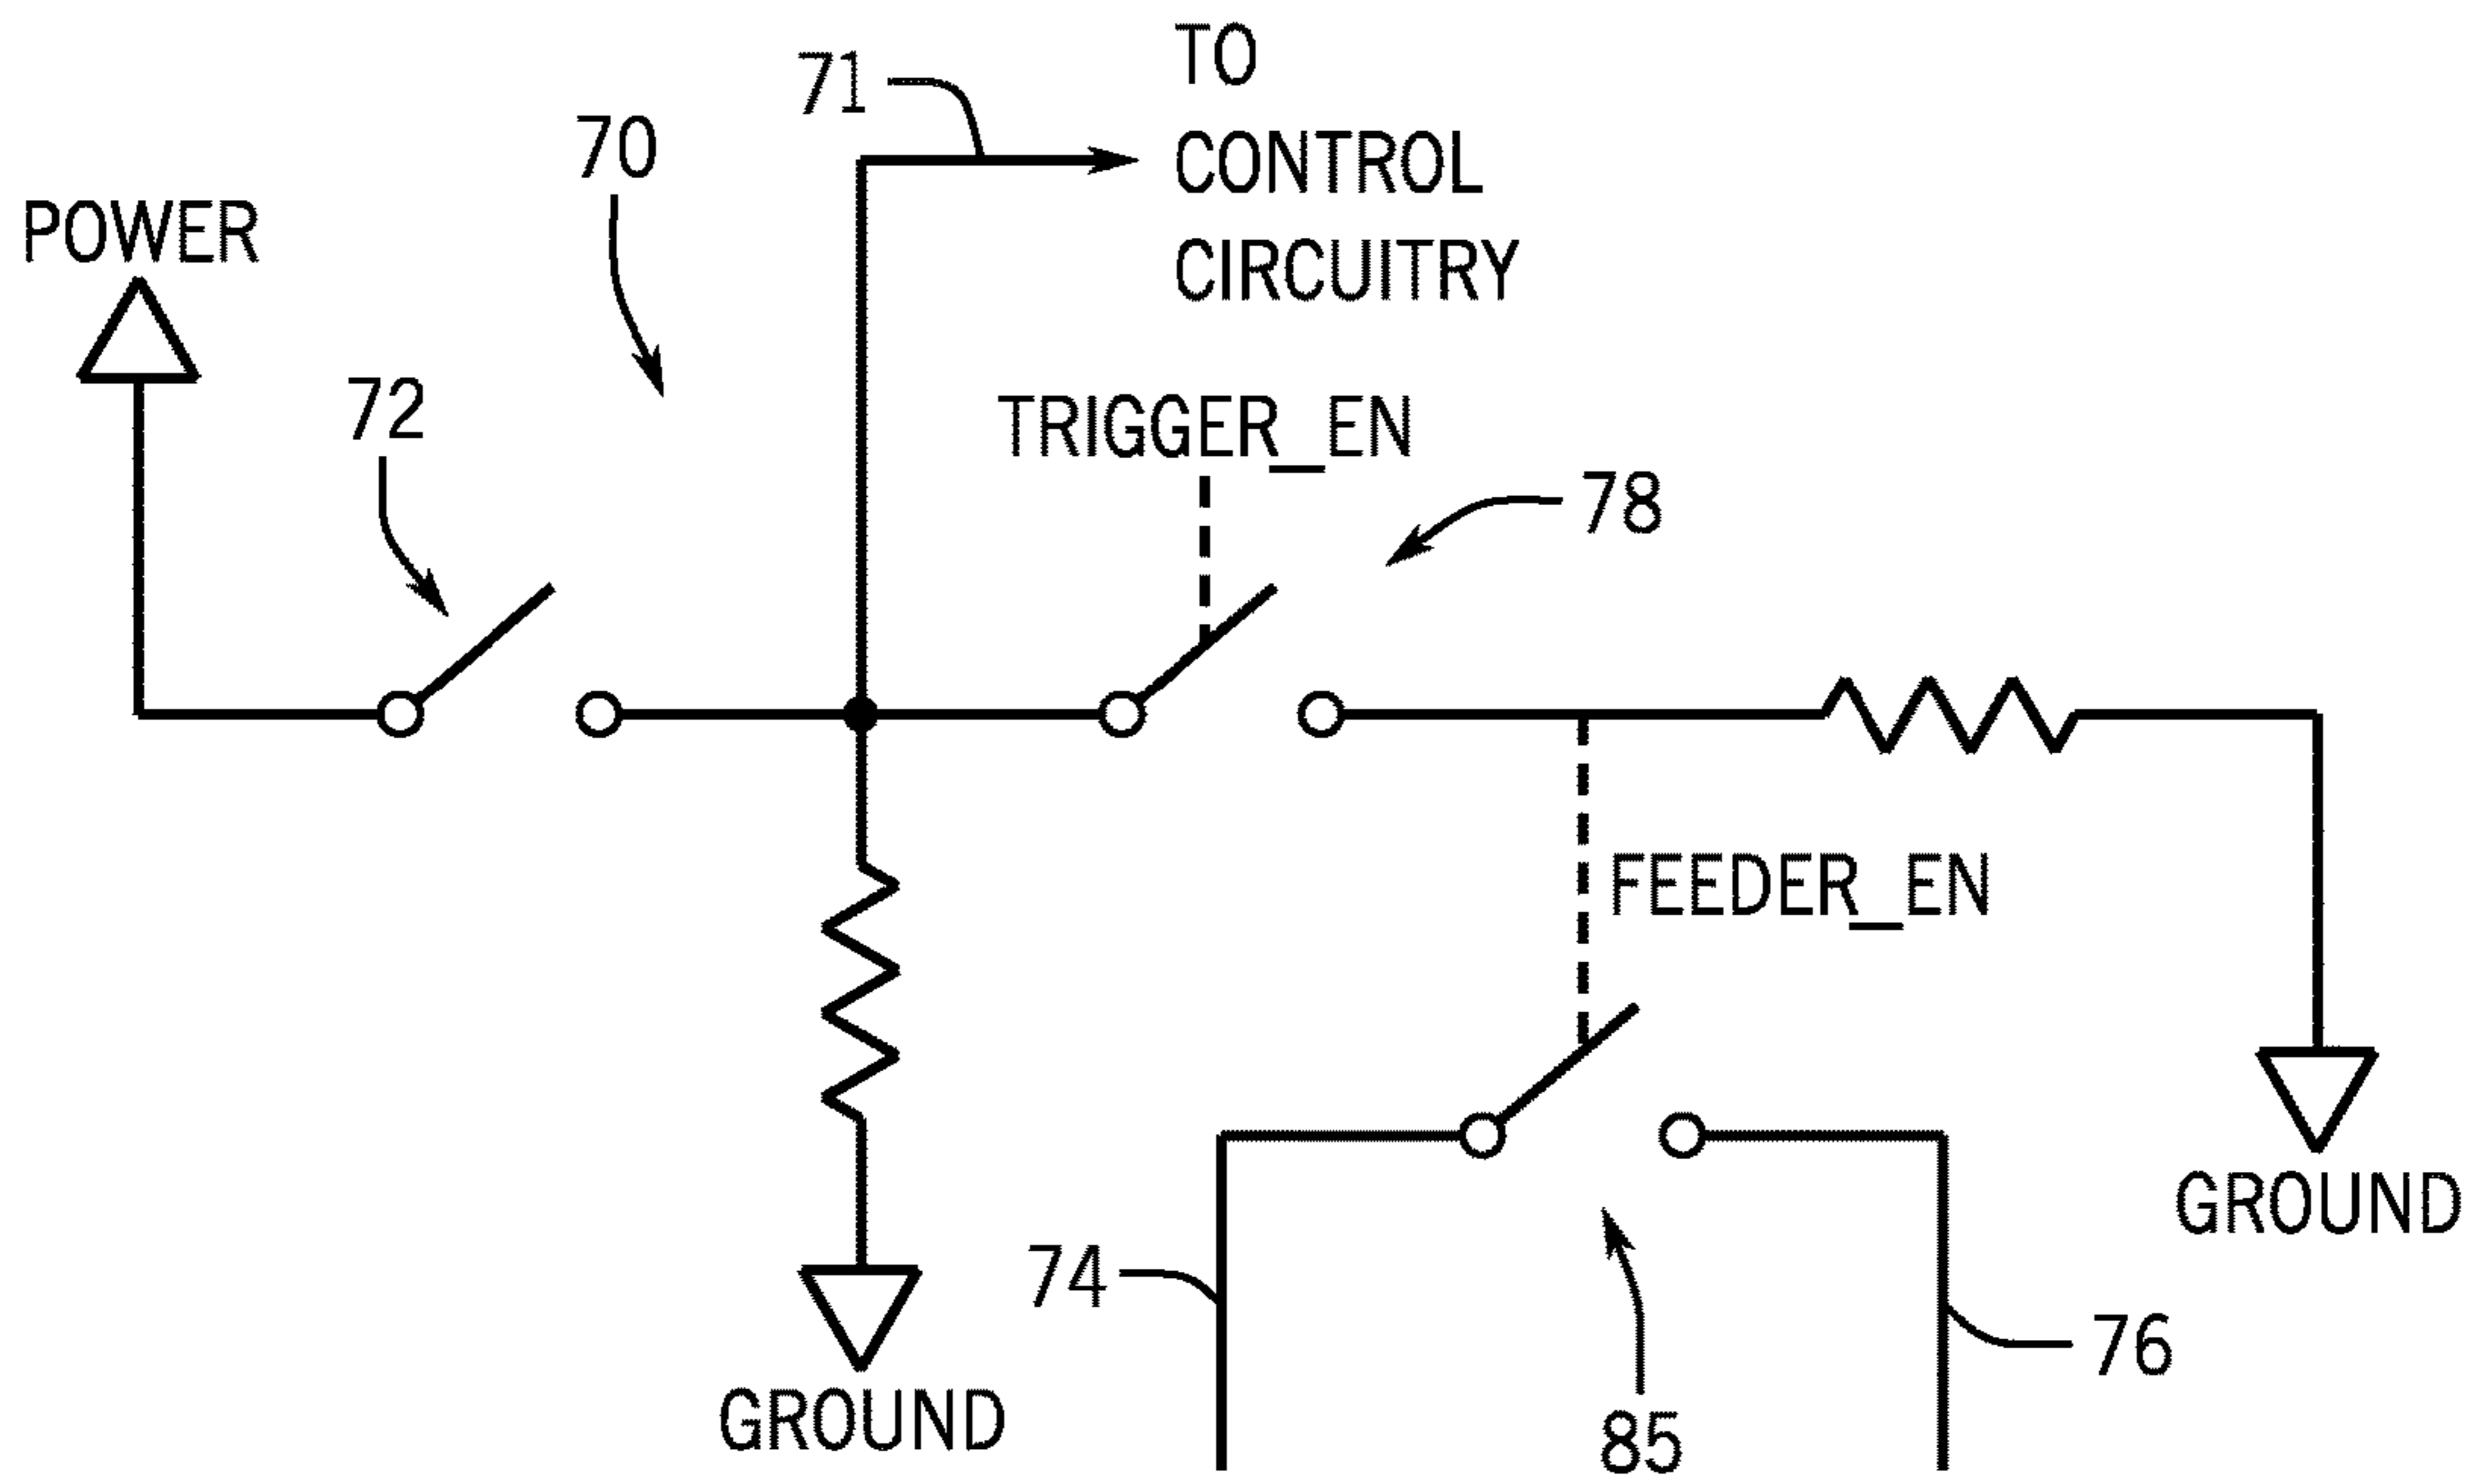 71
TO
CONTROL
CIRCUITRY
70
POWER
72
TRIGGER_EN
78
FEEDER_EN
GROUND
74
76
GROUND
85